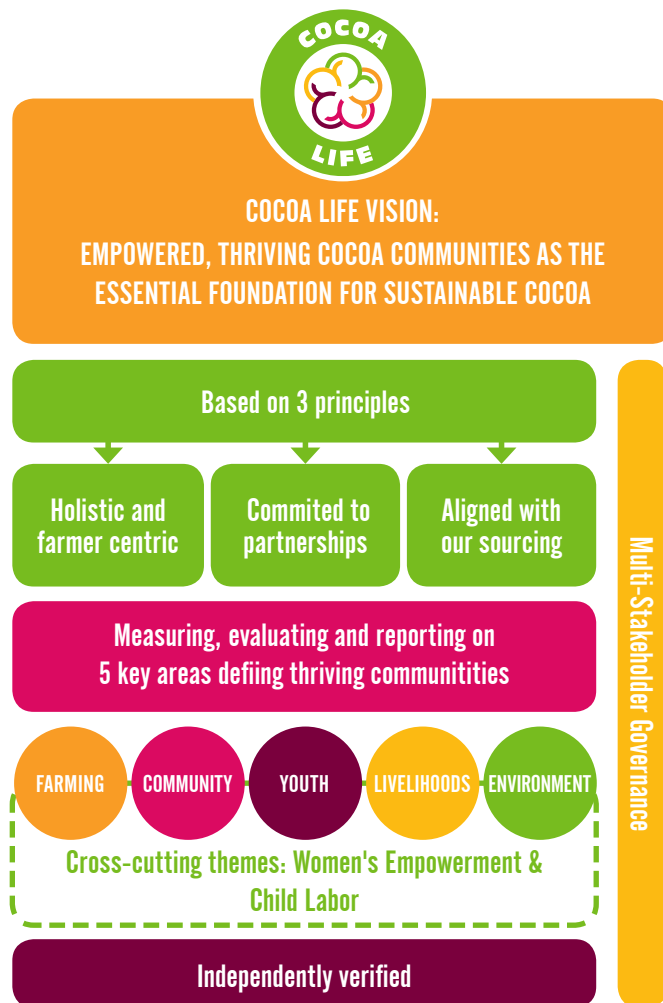 COCOA
LIFE
COCOA LIFE VISION:
EMPOWERED, THRIVING COCOA COMMUNITIES AS THE
ESSENTIAL FOUNDATION FOR SUSTAINABLE COCOA
Based on 3 principles
Holistic and
farmer centric
Commited to
partnerships
Aligned with
our sourcing
Measuring, evaluating and reporting on
5 key areas defiing thriving communitities
FARMING
COMMUNITY
YOUTH
LIVELIHOODS
ENVIRONMENT
Cross-cutting themes: Women's Empowerment &
Child Labor
Independently verified
Multi-Stakeholder Governance